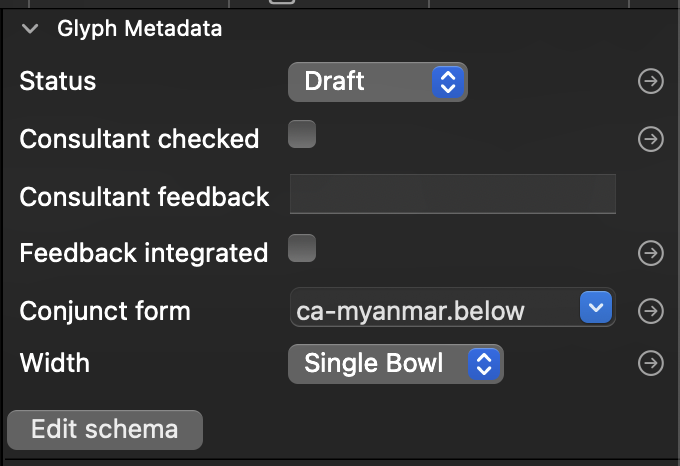 Glyph Metadata
Status Draft
Consultant checked
Consultant feedback
Feedback integrated
Conjunct form ca-myanmar.below
Width Single Bowl
Edit schema